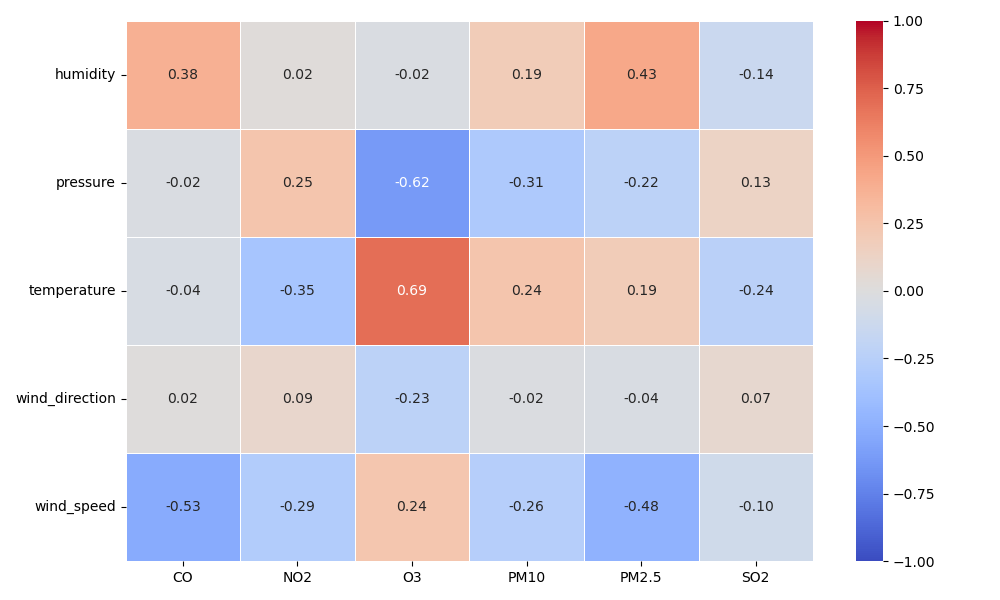 humidity 0.38 0.02 -0.02 0.19 0.43 -0.14
pressure -0.02 0.25 -0.62 -0.31 -0.22 0.13
temperature -0.04 -0.35 0.69 0.24 0.19 -0.24
wind_direction 0.02 0.09 -0.23 -0.02 -0.04 0.07
wind_speed -0.53 -0.29 0.24 -0.26 -0.48 -0.10
CO NO2 O3 PM10 PM2.5 SO2
1.00
0.75
0.50
0.25
0.00
−0.25
−0.50
−0.75
−1.00